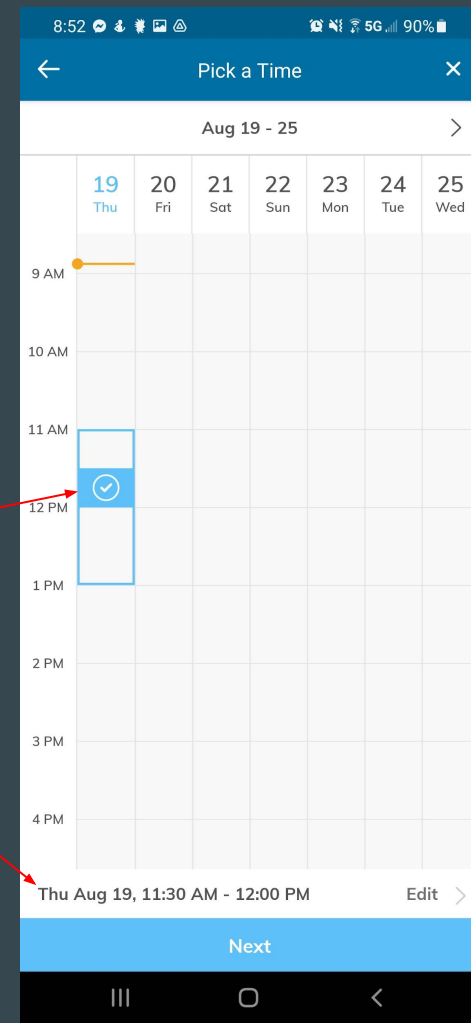 8:52 5G 90%
Pick a Time
Aug 19 - 25
19 20 21 22 23 24 25
Thu Fri Sat Sun Mon Tue Wed
9 AM
10 AM
11 AM
12 PM
1 PM
2 PM
3 PM
4 PM
Thu Aug 19, 11:30 AM - 12:00 PM Edit
Next